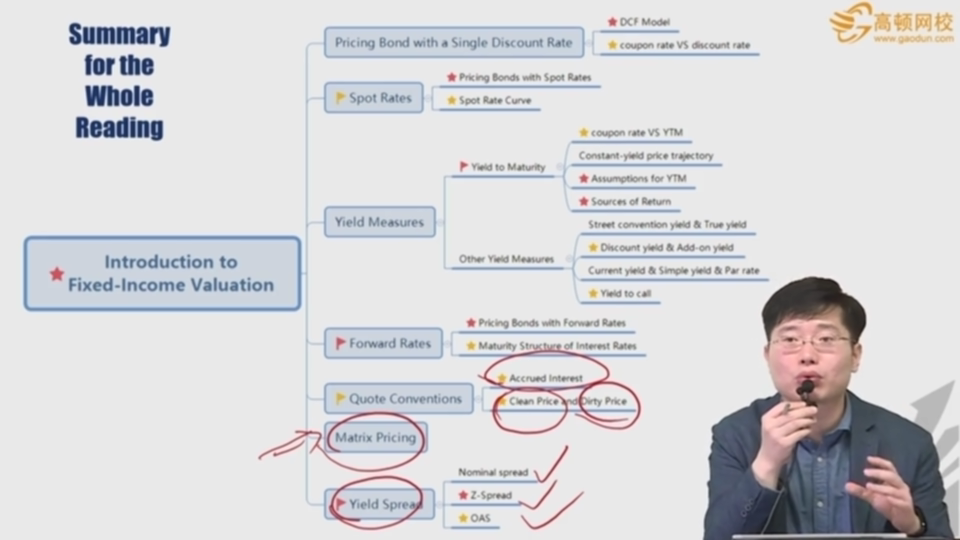 Summary
for the
Whole
Reading
高顿网校
www.gaodun.com
Introduction to
Fixed-Income Valuation
Pricing Bond with a Single Discount Rate
DCF Model
coupon rate VS discount rate
Spot Rates
Pricing Bonds with Spot Rates
Spot Rate Curve
Yield Measures
Yield to Maturity
coupon rate VS YTM
Constant-yield price trajectory
Assumptions for YTM
Sources of Return
Other Yield Measures
Street convention yield & True yield
Discount yield & Add-on yield
Current yield & Simple yield & Par rate
Yield to call
Forward Rates
Pricing Bonds with Forward Rates
Maturity Structure of Interest Rates
Quote Conventions
Accrued Interest
Clean Price and Dirty Price
Matrix Pricing
Yield Spread
Nominal spread
Z-Spread
OAS